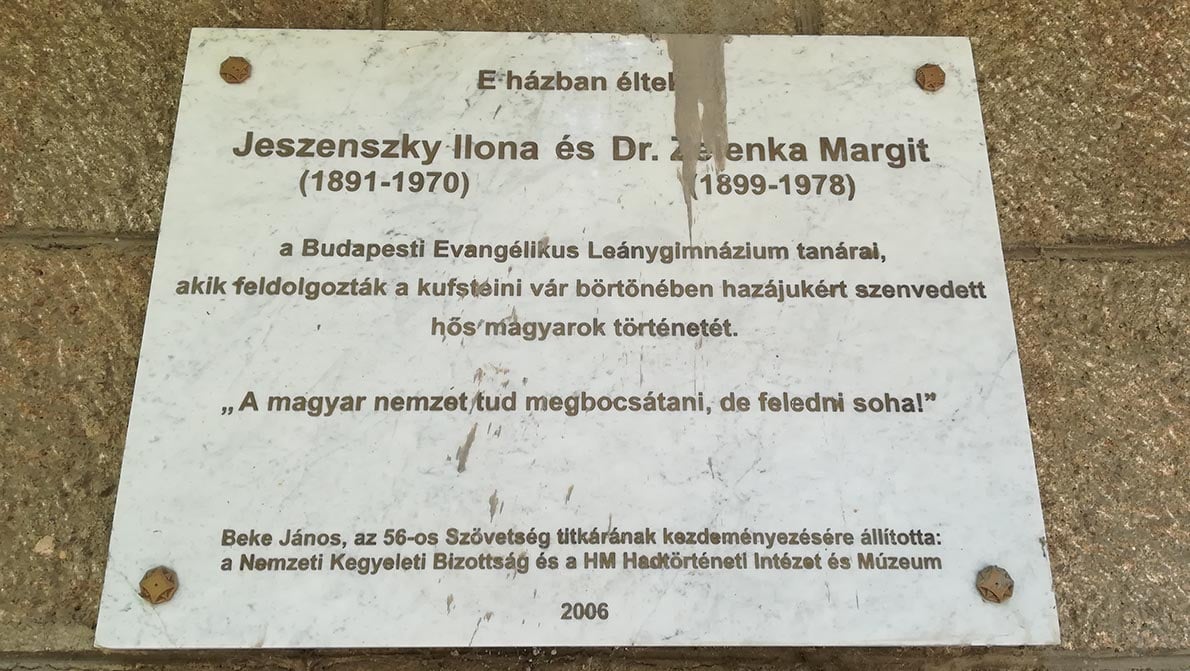 E házban éltek
Jeszenszky Ilona és Dr. Zelenka Margit
(1891-1970) (1899-1978)
a Budapesti Evangélikus Leánygimnázium tanárai,
akik feldolgozták a kufsteini vár börtönében hazájukért szenvedett
hős magyarok történetét.
„A magyar nemzet tud megbocsátani, de feledni soha!”
Beke János, az 56-os Szövetség titkárának kezdeményezésére állította:
a Nemzeti Kegyeleti Bizottság és a HM Hadtörténeti Intézet és Múzeum
2006